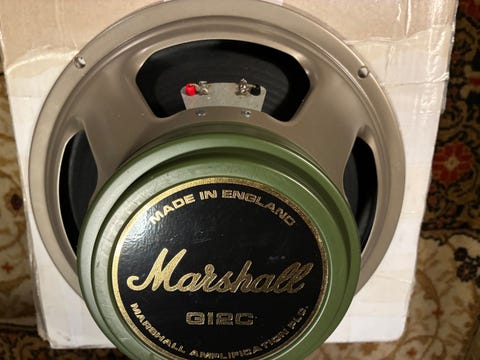 MADE IN ENGLAND
Marshall
G12C
MARSHALL AMPLIFICATION PLC.